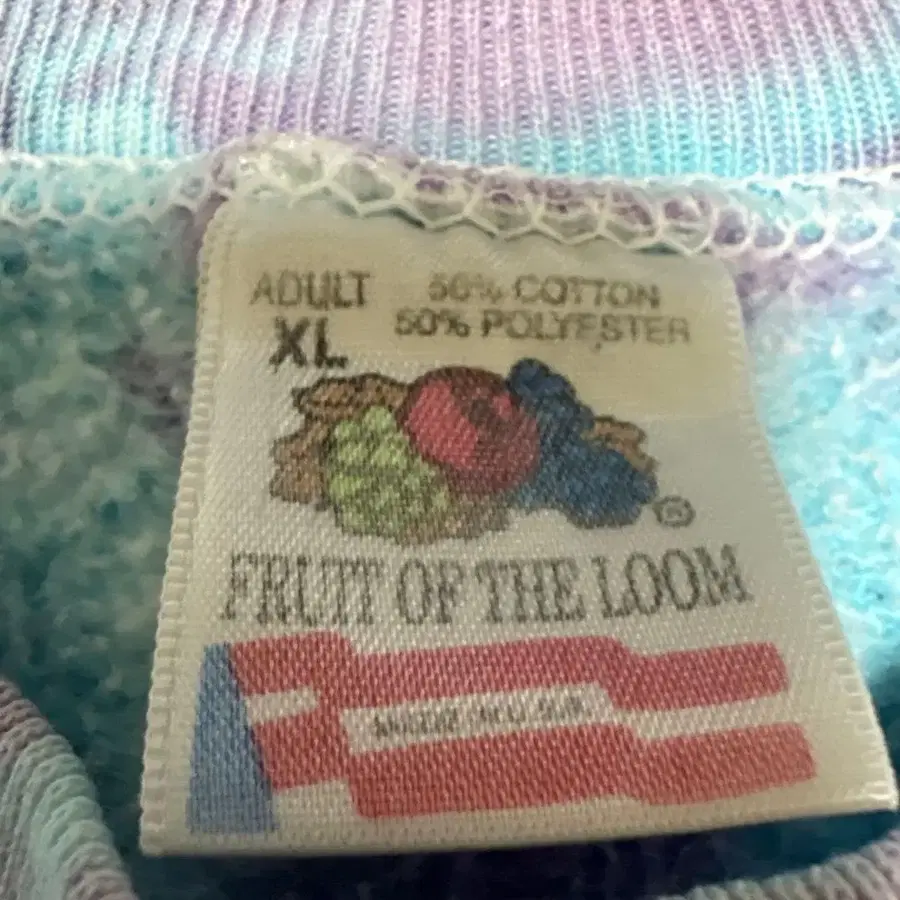 ADULT
XL
50% COTTON
50% POLYESTER
®
FRUIT OF THE LOOM